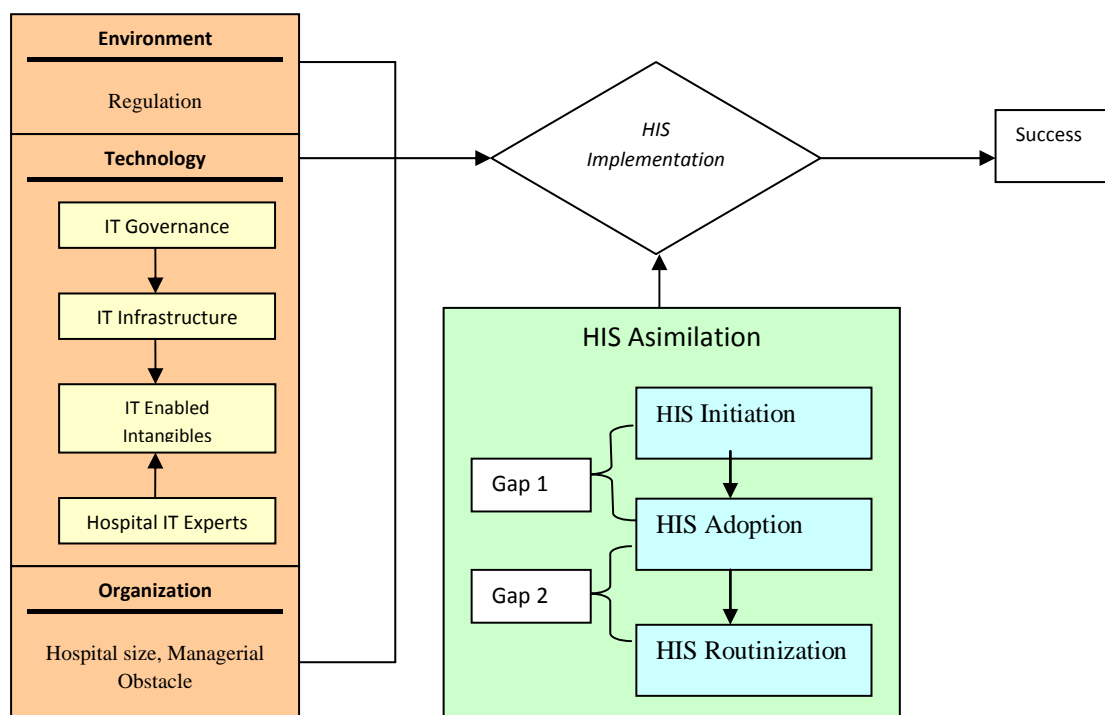 Environment
Regulation
Technology
IT Governance
IT Infrastructure
IT Enabled
Intangibles
Hospital IT Experts
Organization
Hospital size, Managerial
Obstacle
HIS
Implementation
Success
HIS Asimilation
HIS Initiation
Gap 1
HIS Adoption
Gap 2
HIS Routinization